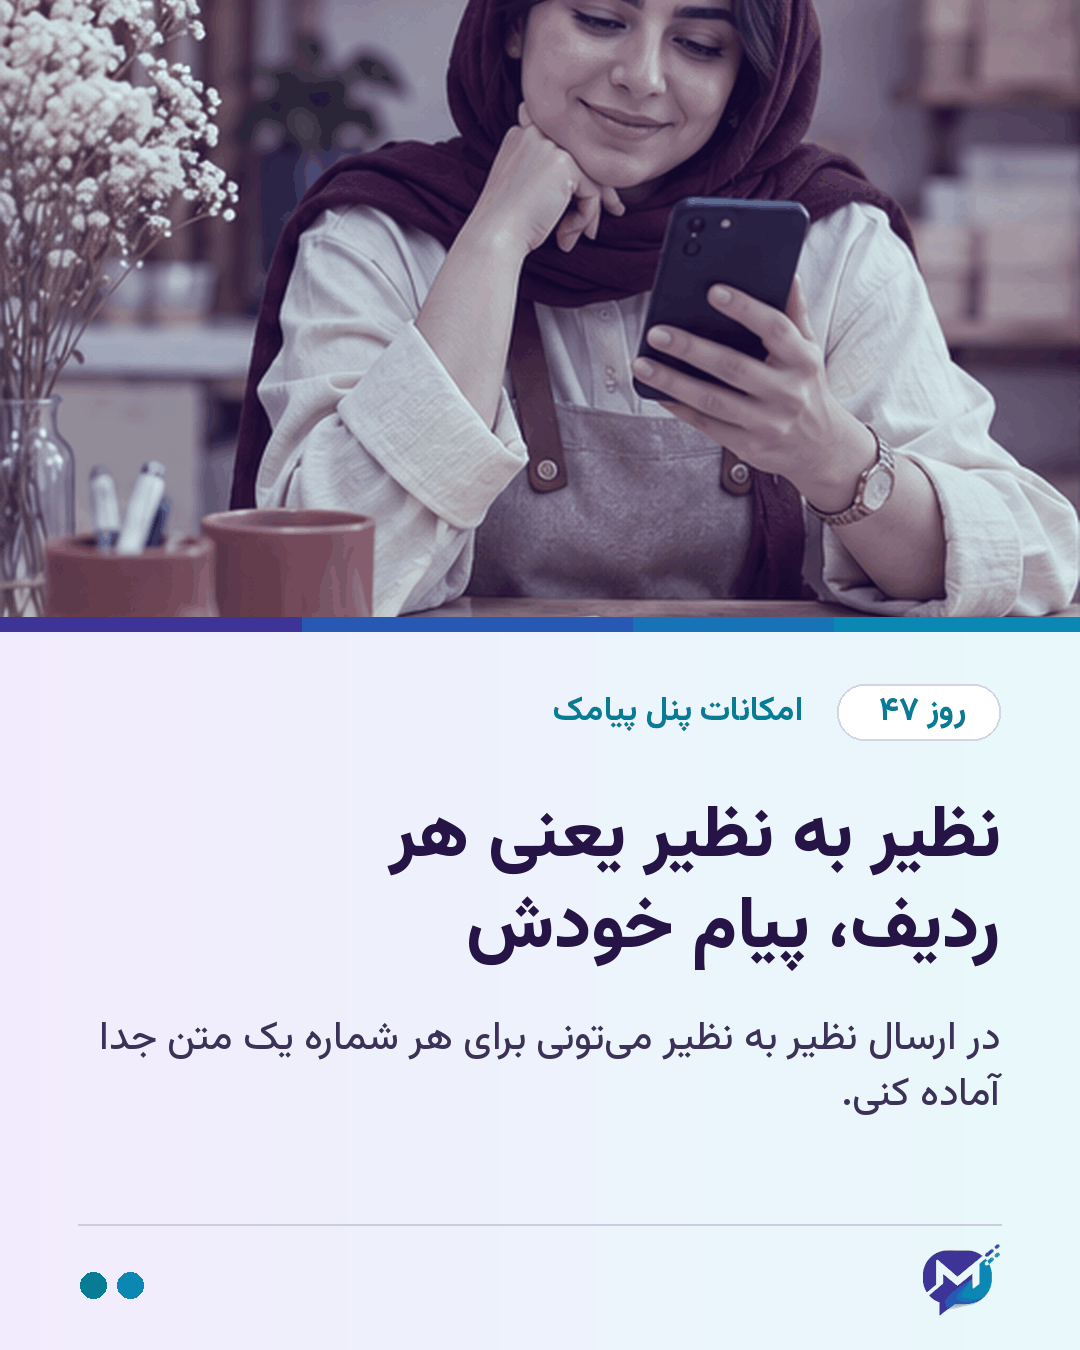 روز ۴۷
امکانات پنل پیامک
نظیر به نظیر یعنی هر
ردیف، پیام خودش
در ارسال نظیر به نظیر می‌تونی برای هر شماره یک متن جدا
آماده کنی.